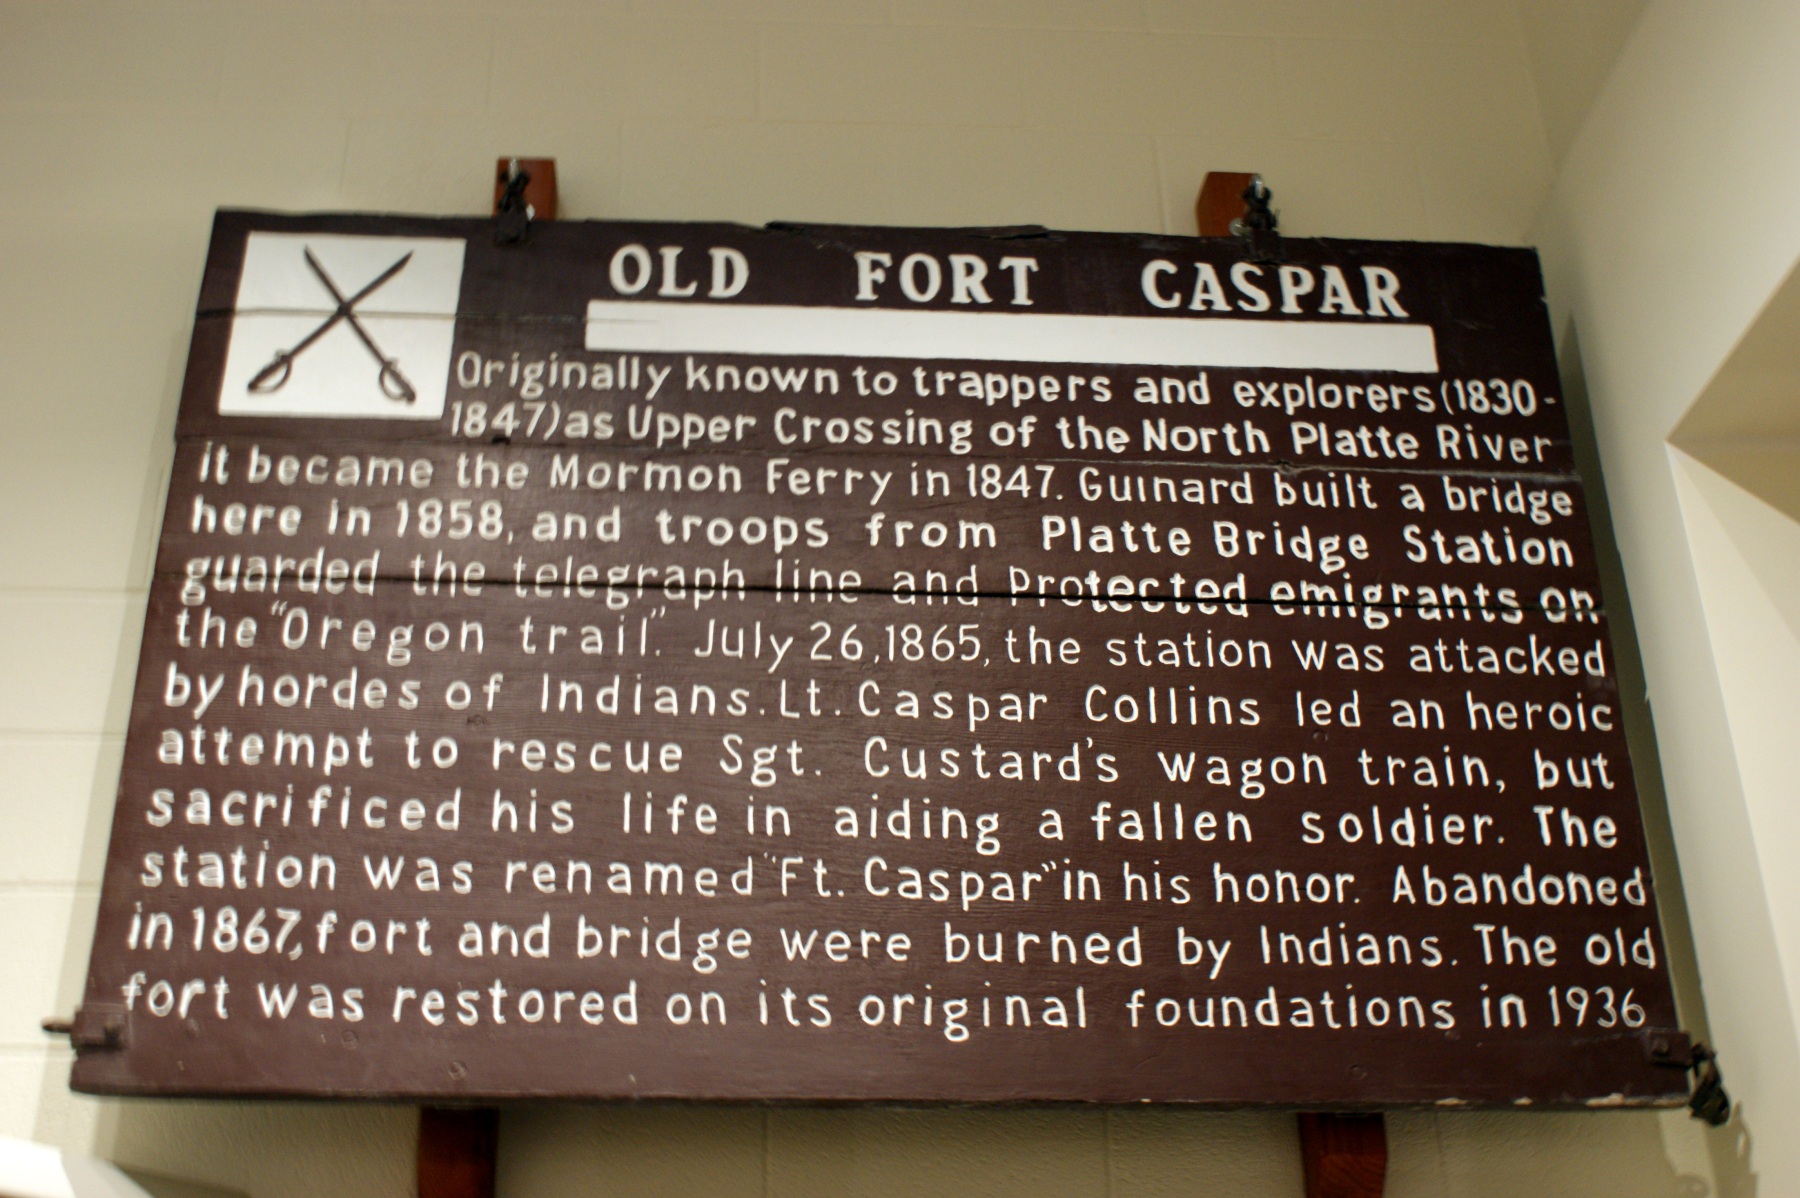 OLD FORT CASPAR
Originally known to trappers and explorers (1830-
1847) as Upper Crossing of the North Platte River
it became the Mormon Ferry in 1847. Guinard built a bridge
here in 1858, and troops from Platte Bridge Station
guarded the telegraph line and Protected emigrants on
the "Oregon trail." July 26, 1865, the station was attacked
by hordes of Indians. Lt. Caspar Collins led an heroic
attempt to rescue Sgt. Custard's wagon train, but
sacrificed his life in aiding a fallen soldier. The
station was renamed "Ft. Caspar" in his honor. Abandoned
in 1867, fort and bridge were burned by Indians. The old
fort was restored on its original foundations in 1936